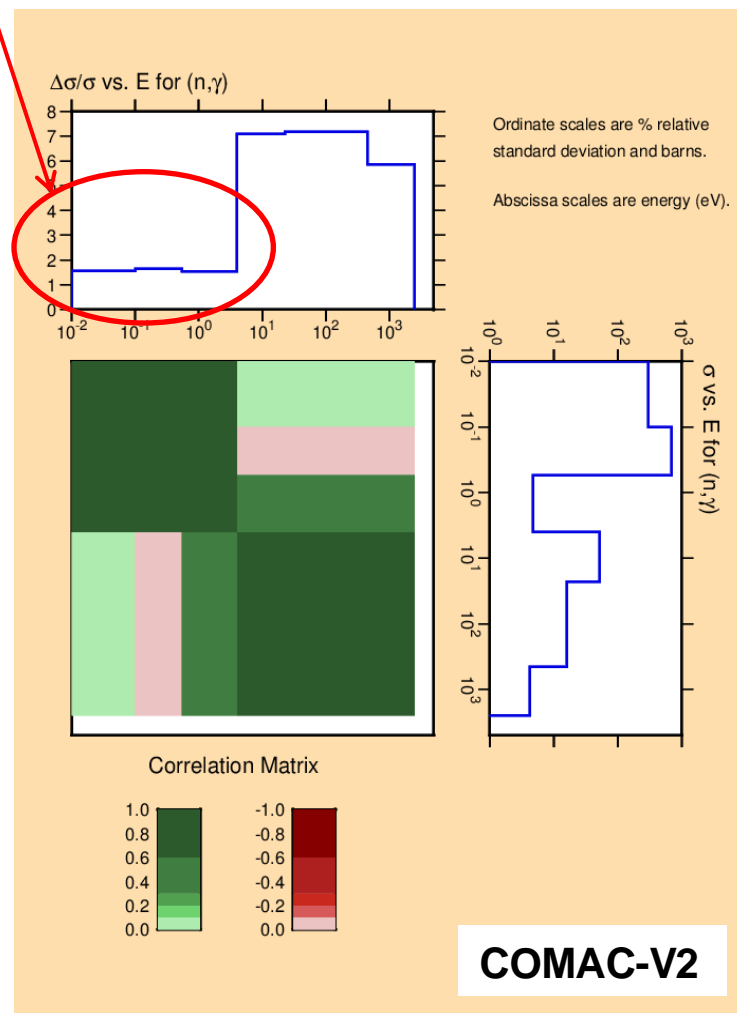 Δσ/σ vs. E for (n,γ)
8
7
6
5
4
3
2
1
0
10⁻² 10⁻¹ 10⁰ 10¹ 10² 10³
Ordinate scales are % relative
standard deviation and barns.
Abscissa scales are energy (eV).
10⁰ 10¹ 10² 10³
10⁻²
10⁻¹
10⁰
10¹
10²
10³
σ vs. E for (n,γ)
Correlation Matrix
1.0 -1.0
0.8 -0.8
0.6 -0.6
0.4 -0.4
0.2 -0.2
0.0 0.0
COMAC-V2